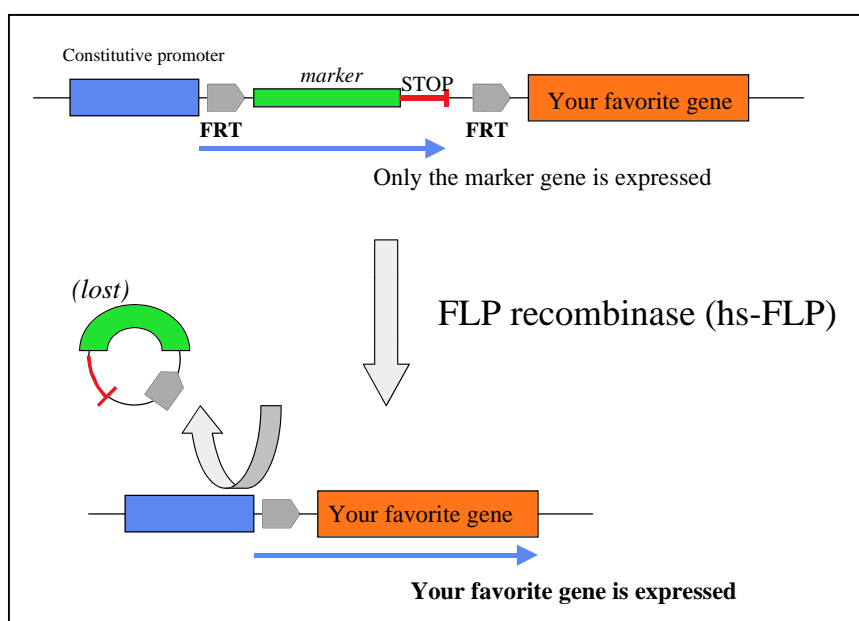 Constitutive promoter
marker
STOP
Your favorite gene
FRT
FRT
Only the marker gene is expressed
(lost)
FLP recombinase (hs-FLP)
Your favorite gene
Your favorite gene is expressed